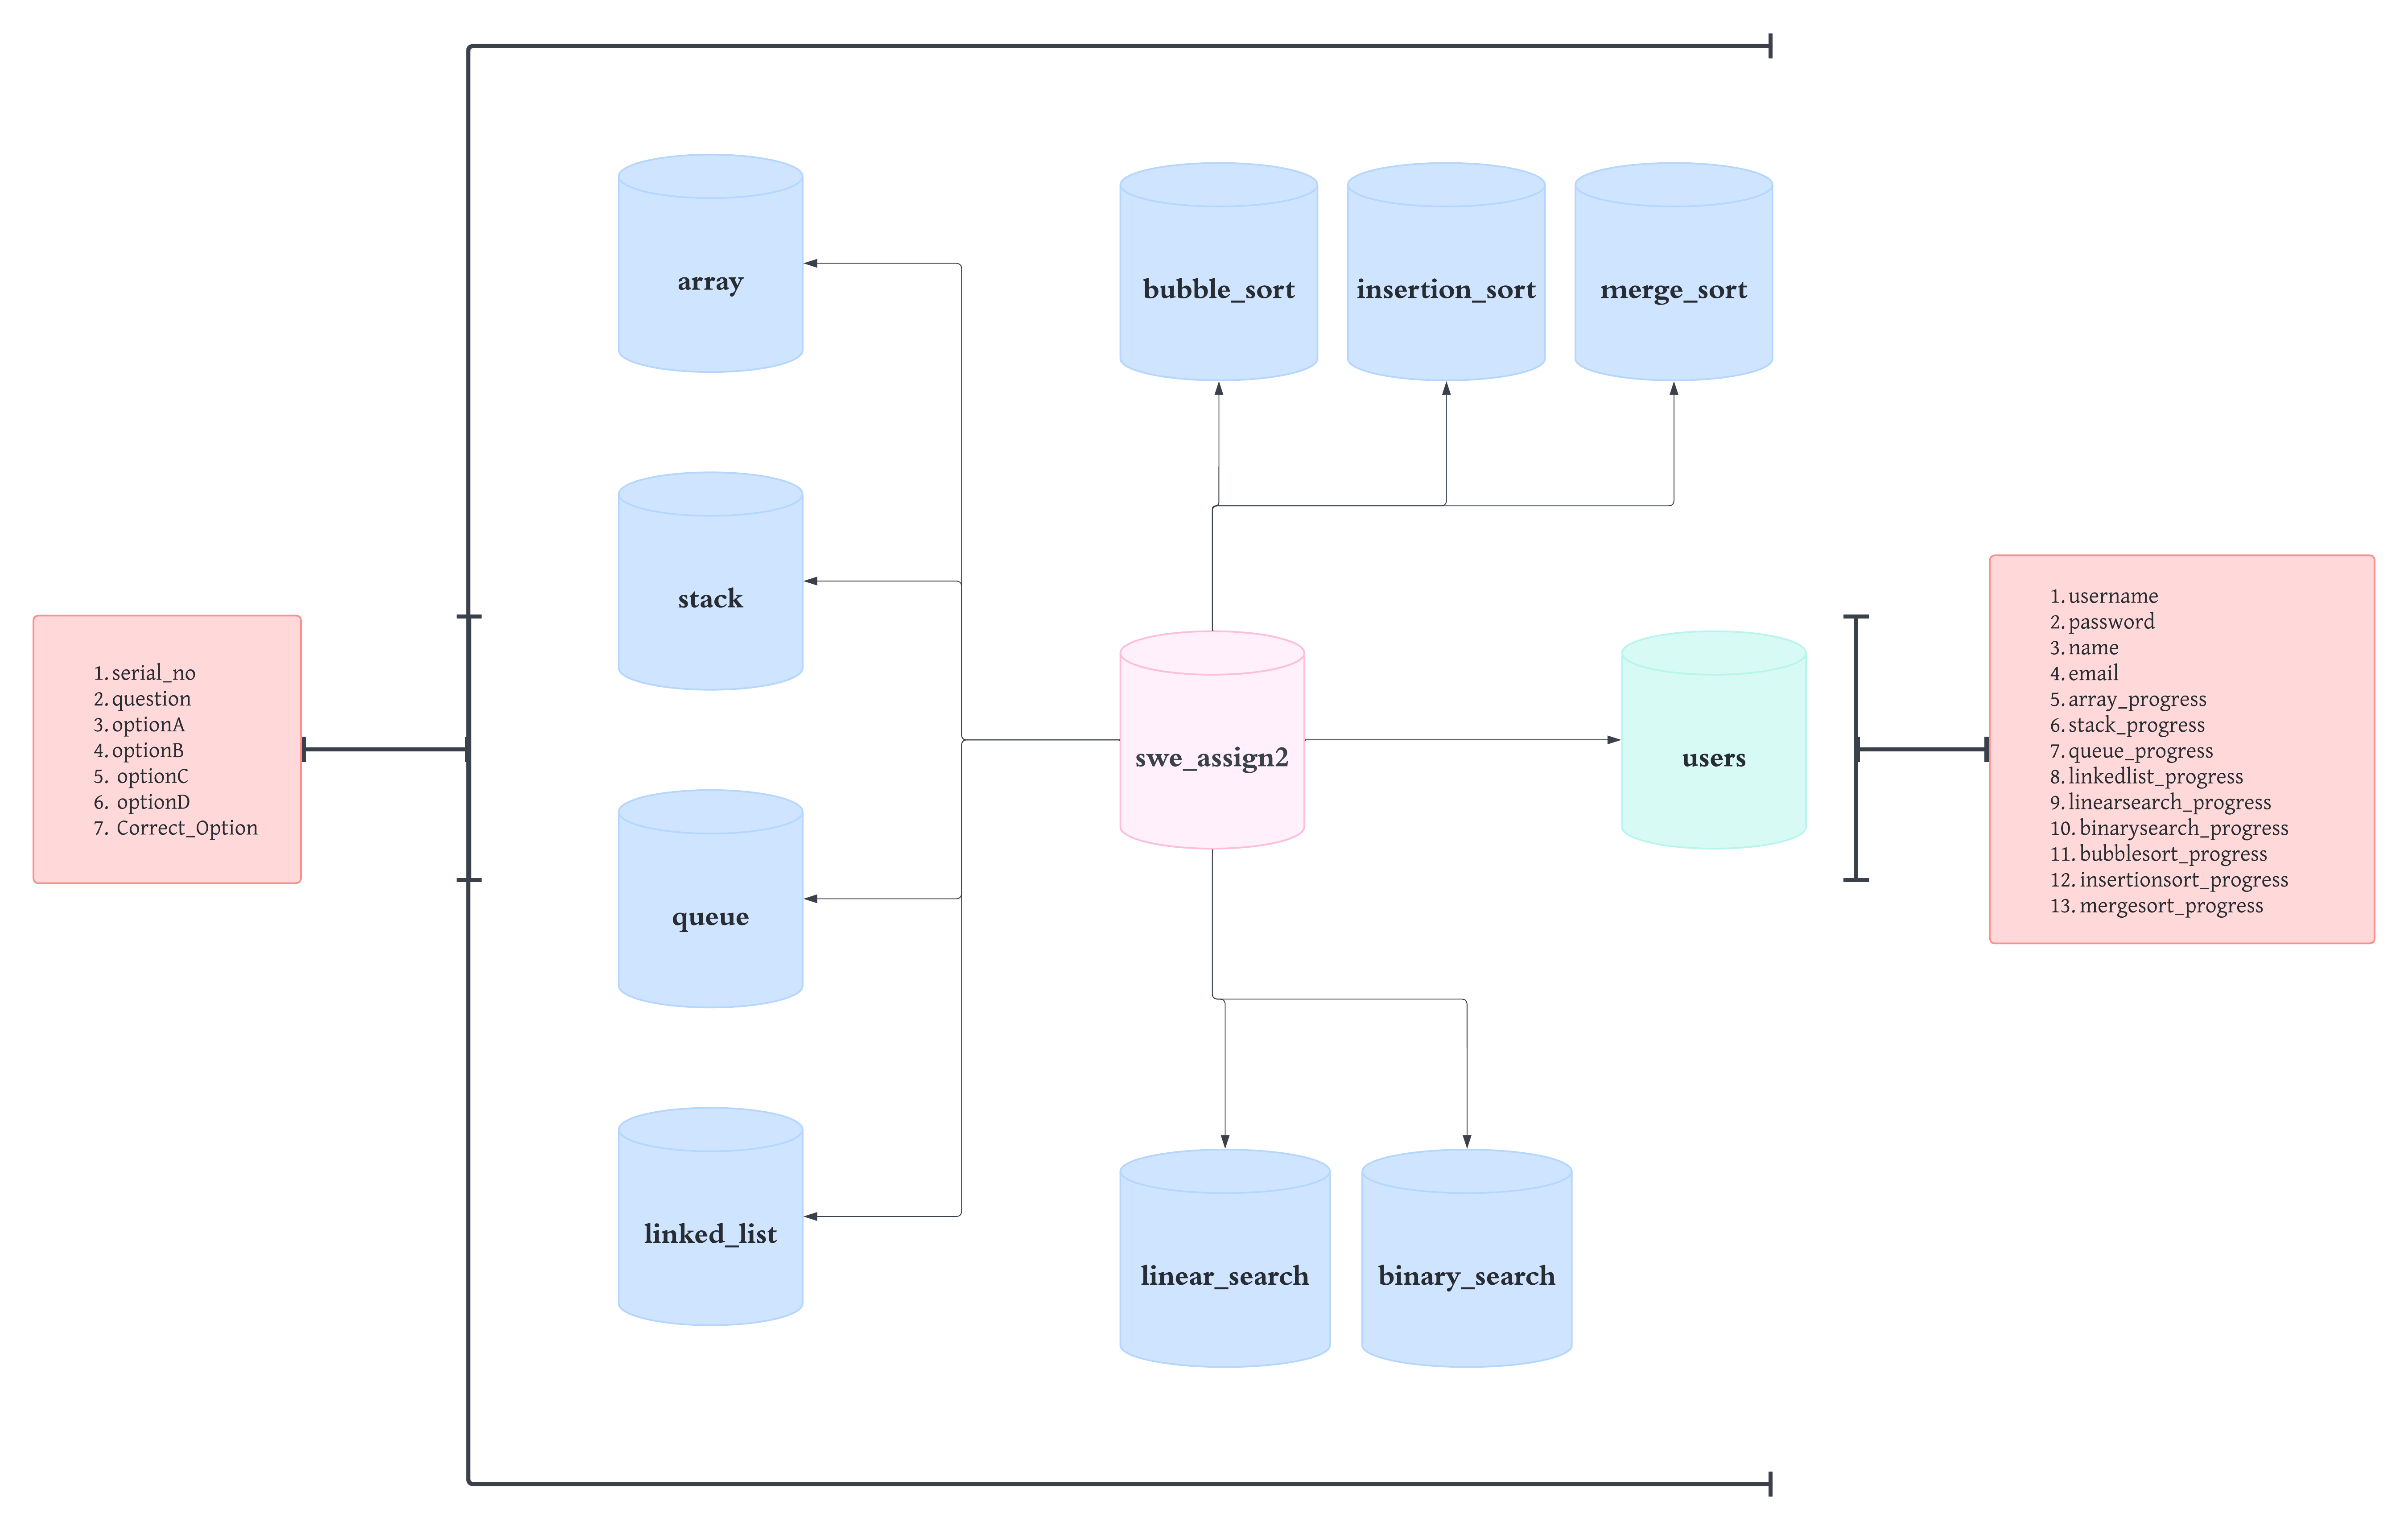 array
bubble_sort
insertion_sort
merge_sort
stack
1. serial_no
2. question
3. optionA
4. optionB
5. optionC
6. optionD
7. Correct_Option
swe_assign2
users
1. username
2. password
3. name
4. email
5. array_progress
6. stack_progress
7. queue_progress
8. linkedlist_progress
9. linearsearch_progress
10. binarysearch_progress
11. bubblesort_progress
12. insertionsort_progress
13. mergesort_progress
queue
linked_list
linear_search
binary_search